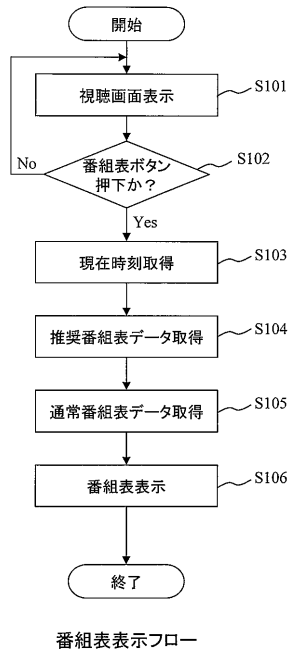 開始
視聴画面表示
S101
番組表ボタン
押下か？
S102
No
Yes
現在時刻取得
S103
推奨番組表データ取得
S104
通常番組表データ取得
S105
番組表表示
S106
終了
番組表表示フロー